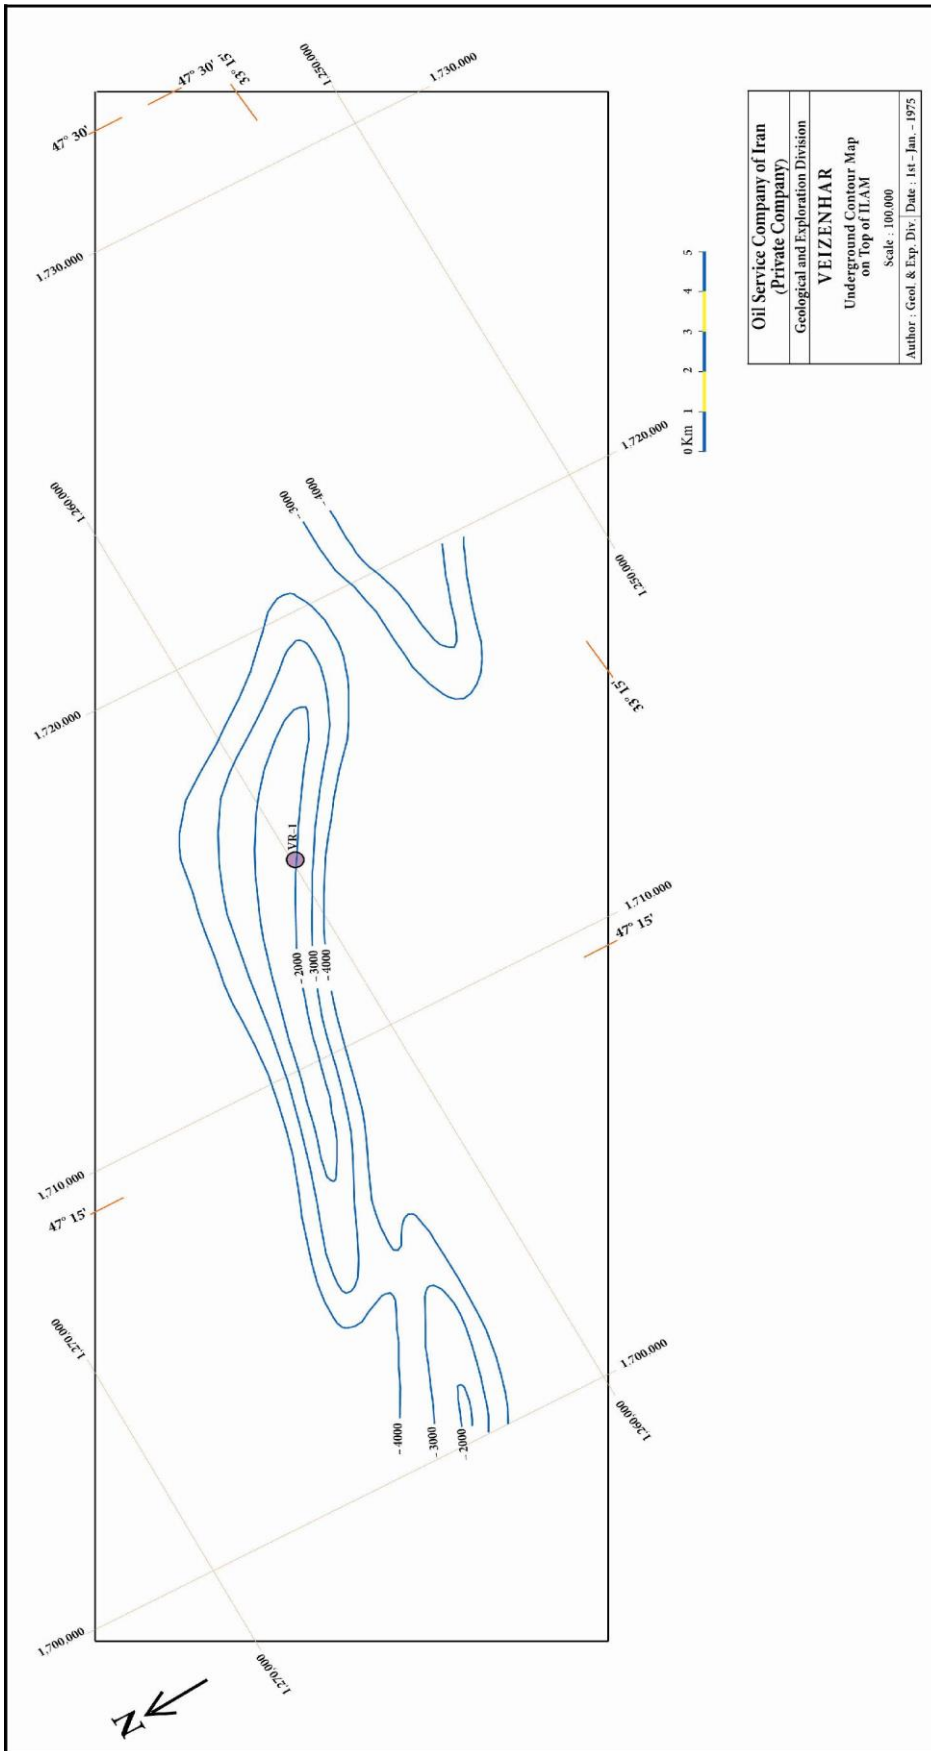 Oil Service Company of Iran
(Private Company)
Geological and Exploration Division
VEIZENHAR
Underground Contour Map
on Top of ILAM
Scale : 100.000
Author : Geol. & Exp. Div. Date : 1st - Jan. - 1975
0 Km 1 2 3 4 5
47° 30'
47° 30'
33° 15'
1.250.000
1.730.000
1.730.000
1.260.000
1.720.000
1.720.000
1.250.000
33° 15'
- 3000
- 4000
VR-1
- 2000
- 3000
- 4000
1.710.000
47° 15'
1.710.000
47° 15'
1.270.000
1.700.000
1.260.000
- 4000
- 3000
- 2000
1.700.000
1.270.000
N